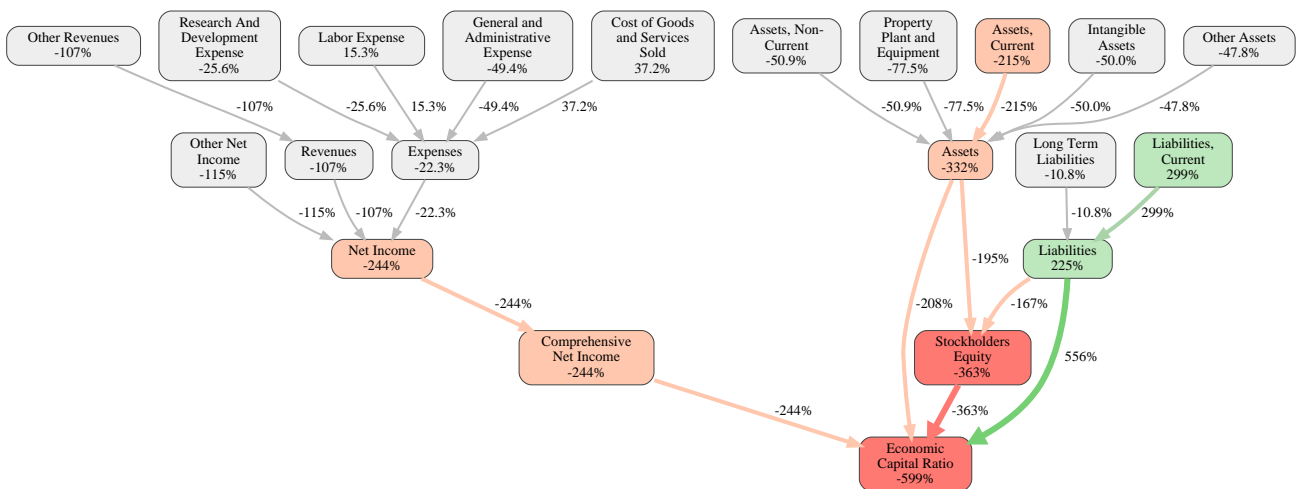 Other Revenues
-107%
Research And
Development
Expense
-25.6%
Labor Expense
15.3%
General and
Administrative
Expense
-49.4%
Cost of Goods
and Services
Sold
37.2%
Assets, Non-
Current
-50.9%
Property
Plant and
Equipment
-77.5%
Assets,
Current
-215%
Intangible
Assets
-50.0%
Other Assets
-47.8%
-107%
-25.6%
15.3%
-49.4%
37.2%
-50.9%
-77.5%
-215%
-50.0%
-47.8%
Other Net
Income
-115%
Revenues
-107%
Expenses
-22.3%
Assets
-332%
Long Term
Liabilities
-10.8%
Liabilities,
Current
299%
-115%
-107%
-22.3%
-10.8%
299%
Net Income
-244%
Liabilities
225%
-195%
-244%
-208%
-167%
Comprehensive
Net Income
-244%
Stockholders
Equity
-363%
556%
-244%
-363%
Economic
Capital Ratio
-599%